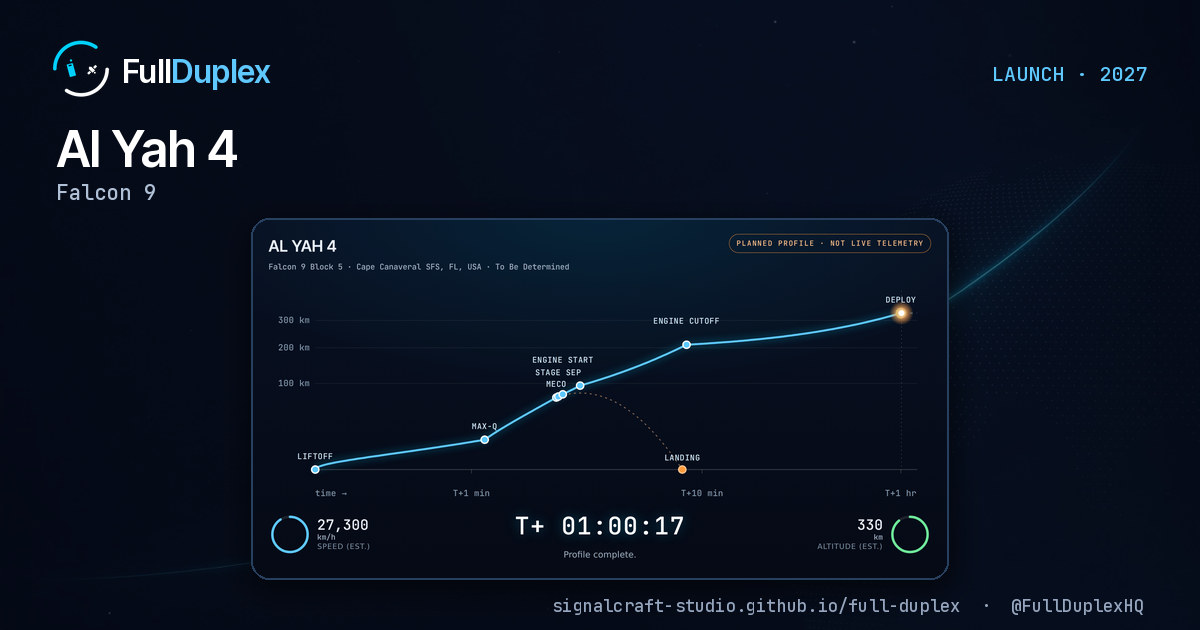 FullDuplex
LAUNCH · 2027
Al Yah 4
Falcon 9
AL YAH 4
PLANNED PROFILE · NOT LIVE TELEMETRY
Falcon 9 Block 5 · Cape Canaveral SFS, FL, USA · To Be Determined
DEPLOY
300 km
ENGINE CUTOFF
200 km
ENGINE START
STAGE SEP
100 km
MECO
MAX-Q
LIFTOFF
LANDING
time →
T+1 min
T+10 min
T+1 hr
27,300
km/h
SPEED (EST.)
T+ 01:00:17
Profile complete.
330
km
ALTITUDE (EST.)
signalcraft-studio.github.io/full-duplex · @FullDuplexHQ